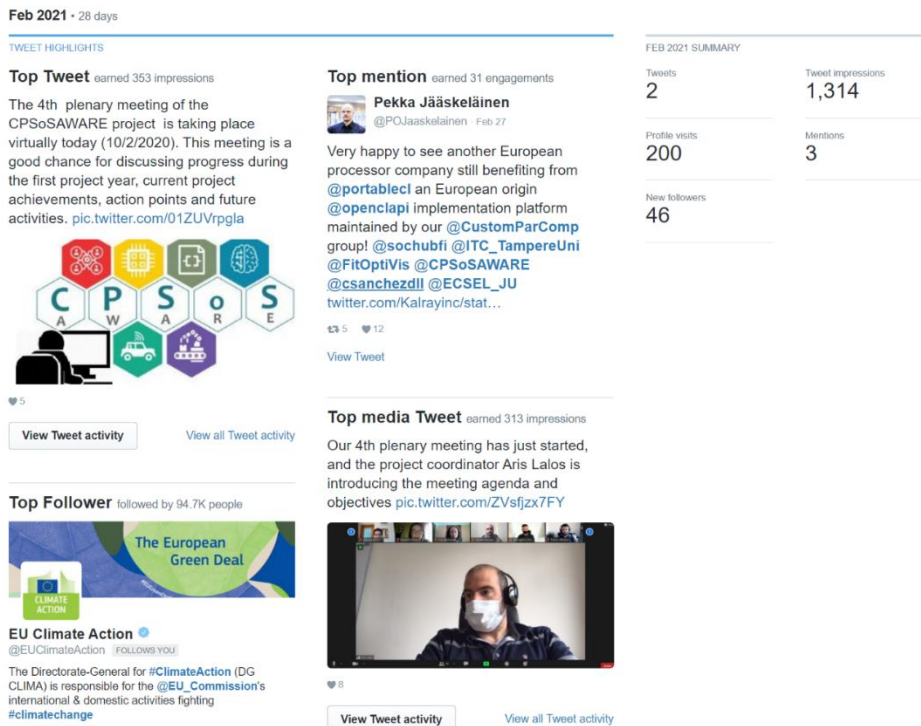 Feb 2021 • 28 days
TWEET HIGHLIGHTS
Top Tweet earned 353 impressions
The 4th plenary meeting of the
CPSoSAWARE project is taking place
virtually today (10/2/2020). This meeting is a
good chance for discussing progress during
the first project year, current project
achievements, action points and future
activities. pic.twitter.com/01ZUVrpgla
C P S o S
A W A R E
5
View Tweet activity
View all Tweet activity
Top Follower followed by 94.7K people
The European
Green Deal
CLIMATE
ACTION
EU Climate Action
@EUClimateAction FOLLOWS YOU
The Directorate-General for #ClimateAction (DG
CLIMA) is responsible for the @EU_Commission's
international & domestic activities fighting
#climatechange
Top mention earned 31 engagements
Pekka Jääskeläinen
@POJaaskelainen · Feb 27
Very happy to see another European
processor company still benefiting from
@portablecl an European origin
@openclapi implementation platform
maintained by our @CustomParComp
group! @sochubfi @ITC_TampereUni
@FitOptiVis @CPSoSAWARE
@csanchezdll @ECSEL_JU
twitter.com/Kalrayinc/stat…
5 12
View Tweet
Top media Tweet earned 313 impressions
Our 4th plenary meeting has just started,
and the project coordinator Aris Lalos is
introducing the meeting agenda and
objectives pic.twitter.com/ZVsfjzx7FY
8
View Tweet activity
View all Tweet activity
FEB 2021 SUMMARY
Tweets
2
Tweet impressions
1,314
Profile visits
200
Mentions
3
New followers
46